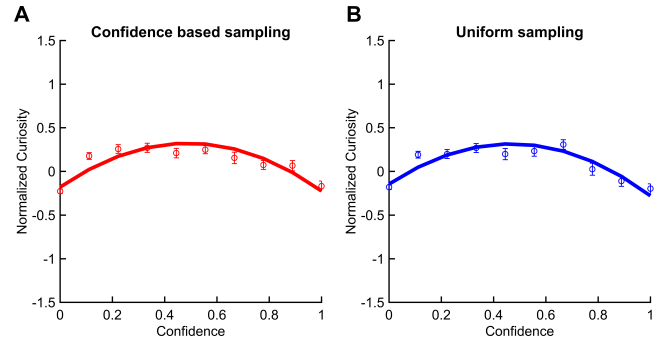 A
Confidence based sampling
1.5
1
0.5
0
-0.5
-1
-1.5
Normalized Curiosity
0 0.2 0.4 0.6 0.8 1
Confidence
B
Uniform sampling
1.5
1
0.5
0
-0.5
-1
-1.5
Normalized Curiosity
0 0.2 0.4 0.6 0.8 1
Confidence